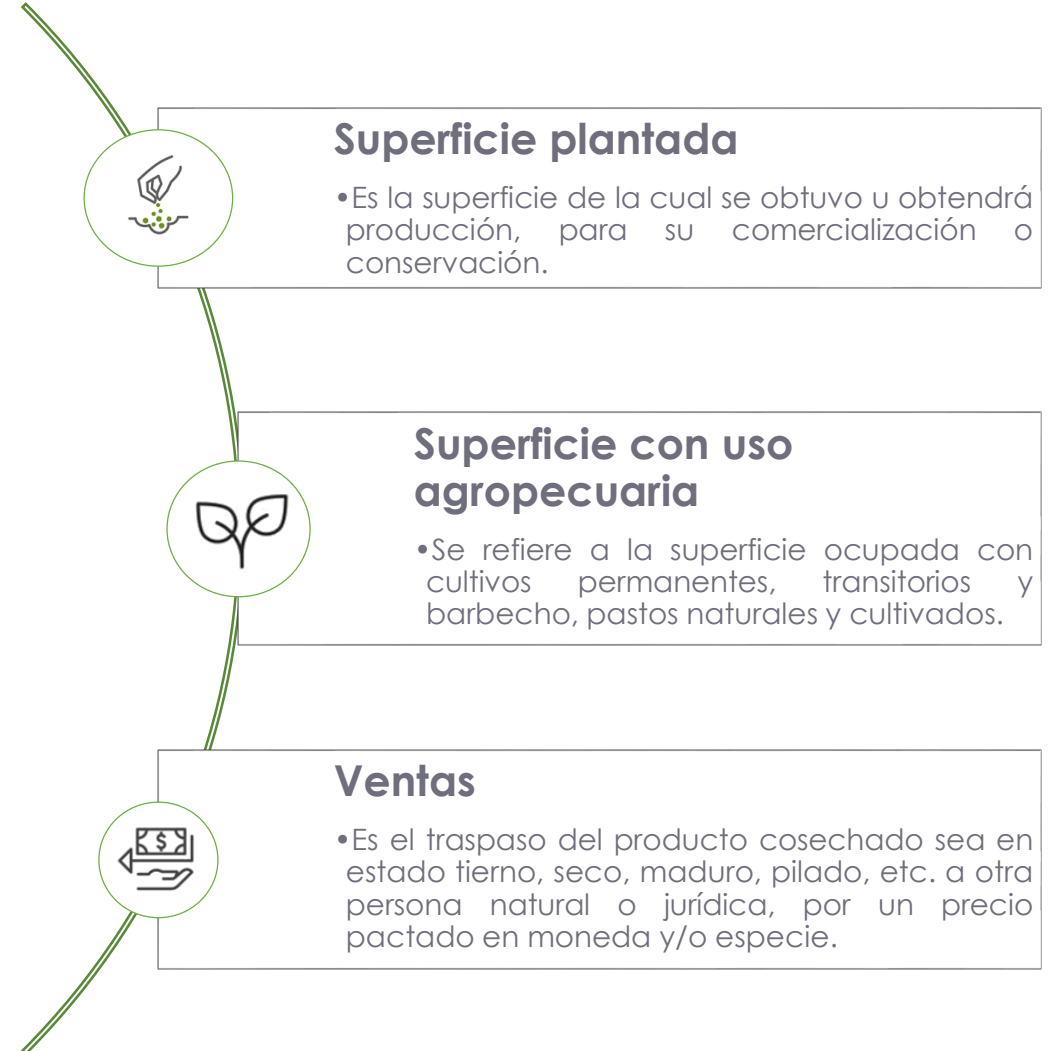 Superficie plantada
•Es la superficie de la cual se obtuvo u obtendrá
producción, para su comercialización o
conservación.
Superficie con uso
agropecuaria
•Se refiere a la superficie ocupada con
cultivos permanentes, transitorios y
barbecho, pastos naturales y cultivados.
Ventas
•Es el traspaso del producto cosechado sea en
estado tierno, seco, maduro, pilado, etc. a otra
persona natural o jurídica, por un precio
pactado en moneda y/o especie.